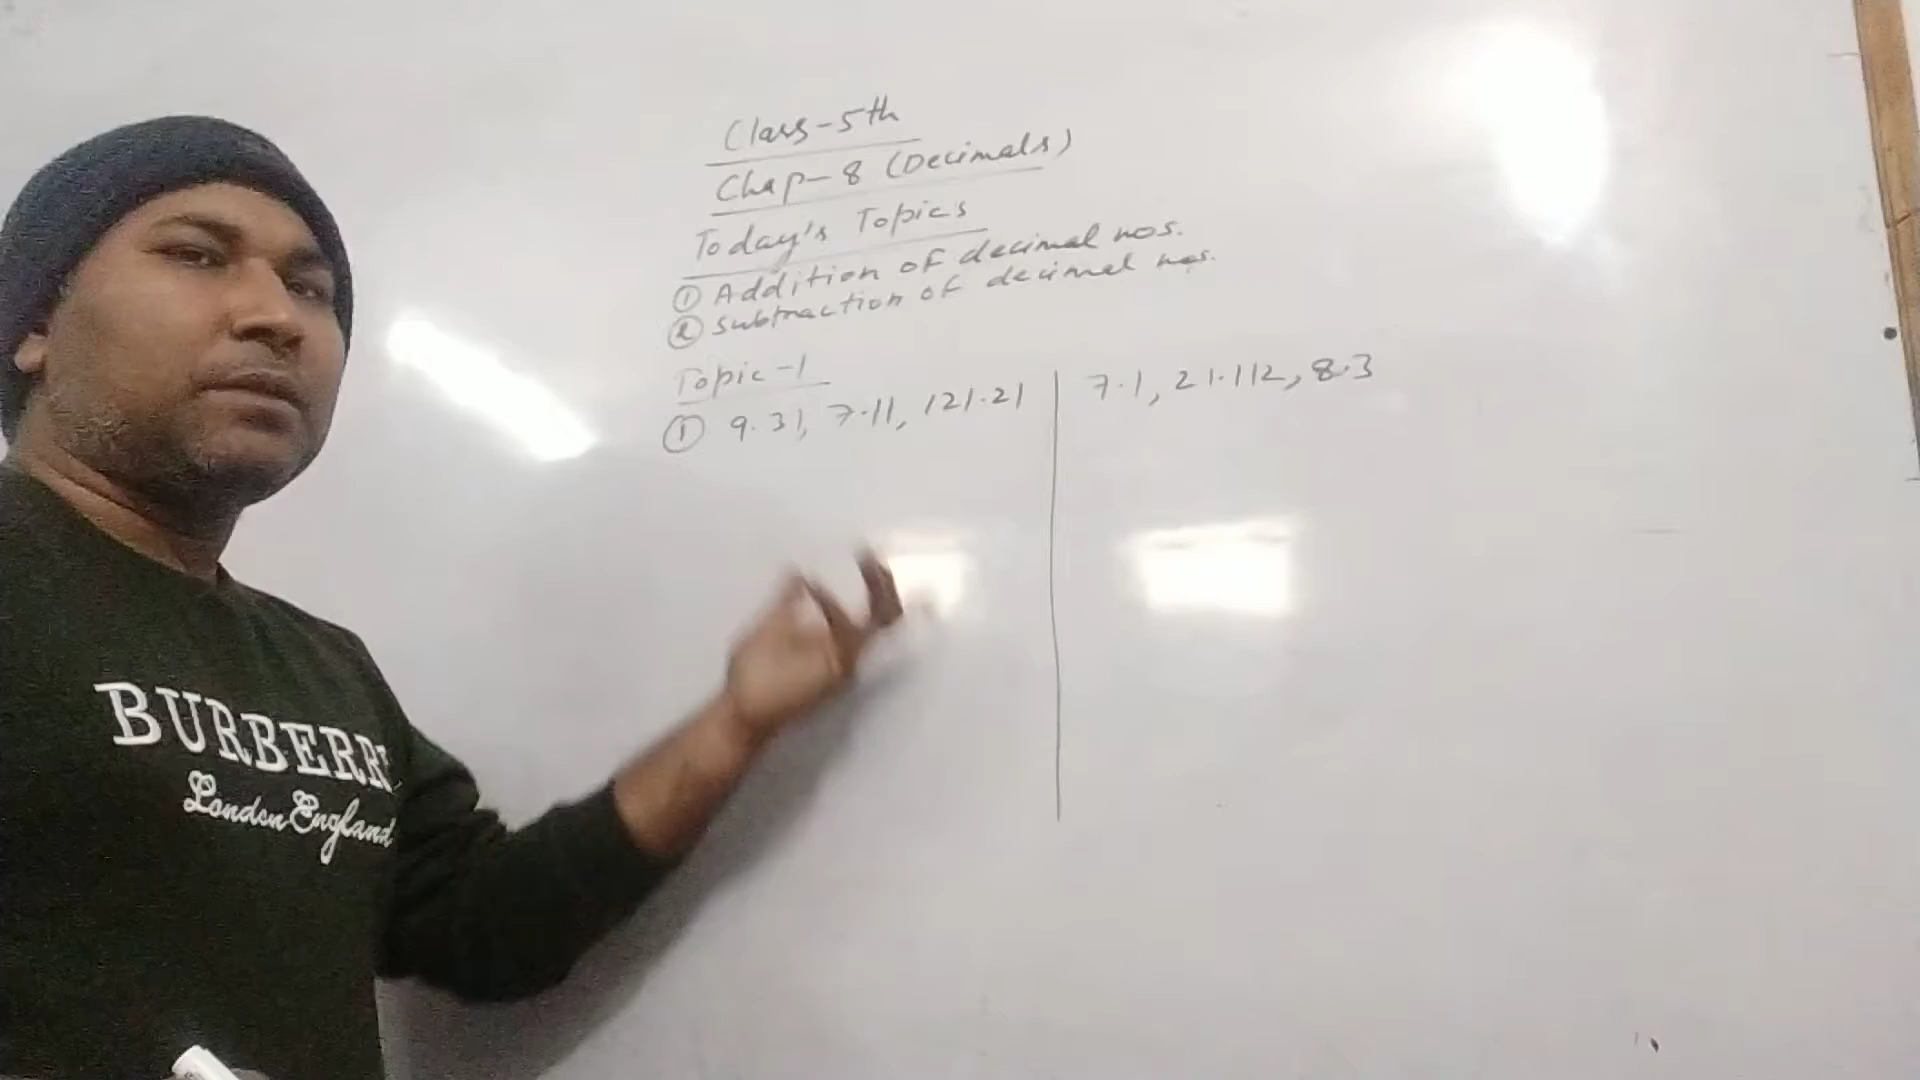 Class-5th
Chap-8 (Decimals)
Today's Topics
① Addition of decimal nos.
② Subtraction of decimal nos.
Topic-1
① 9.31, 7.11, 121.21
7.1, 21.112, 8.3
BURBERR
London England